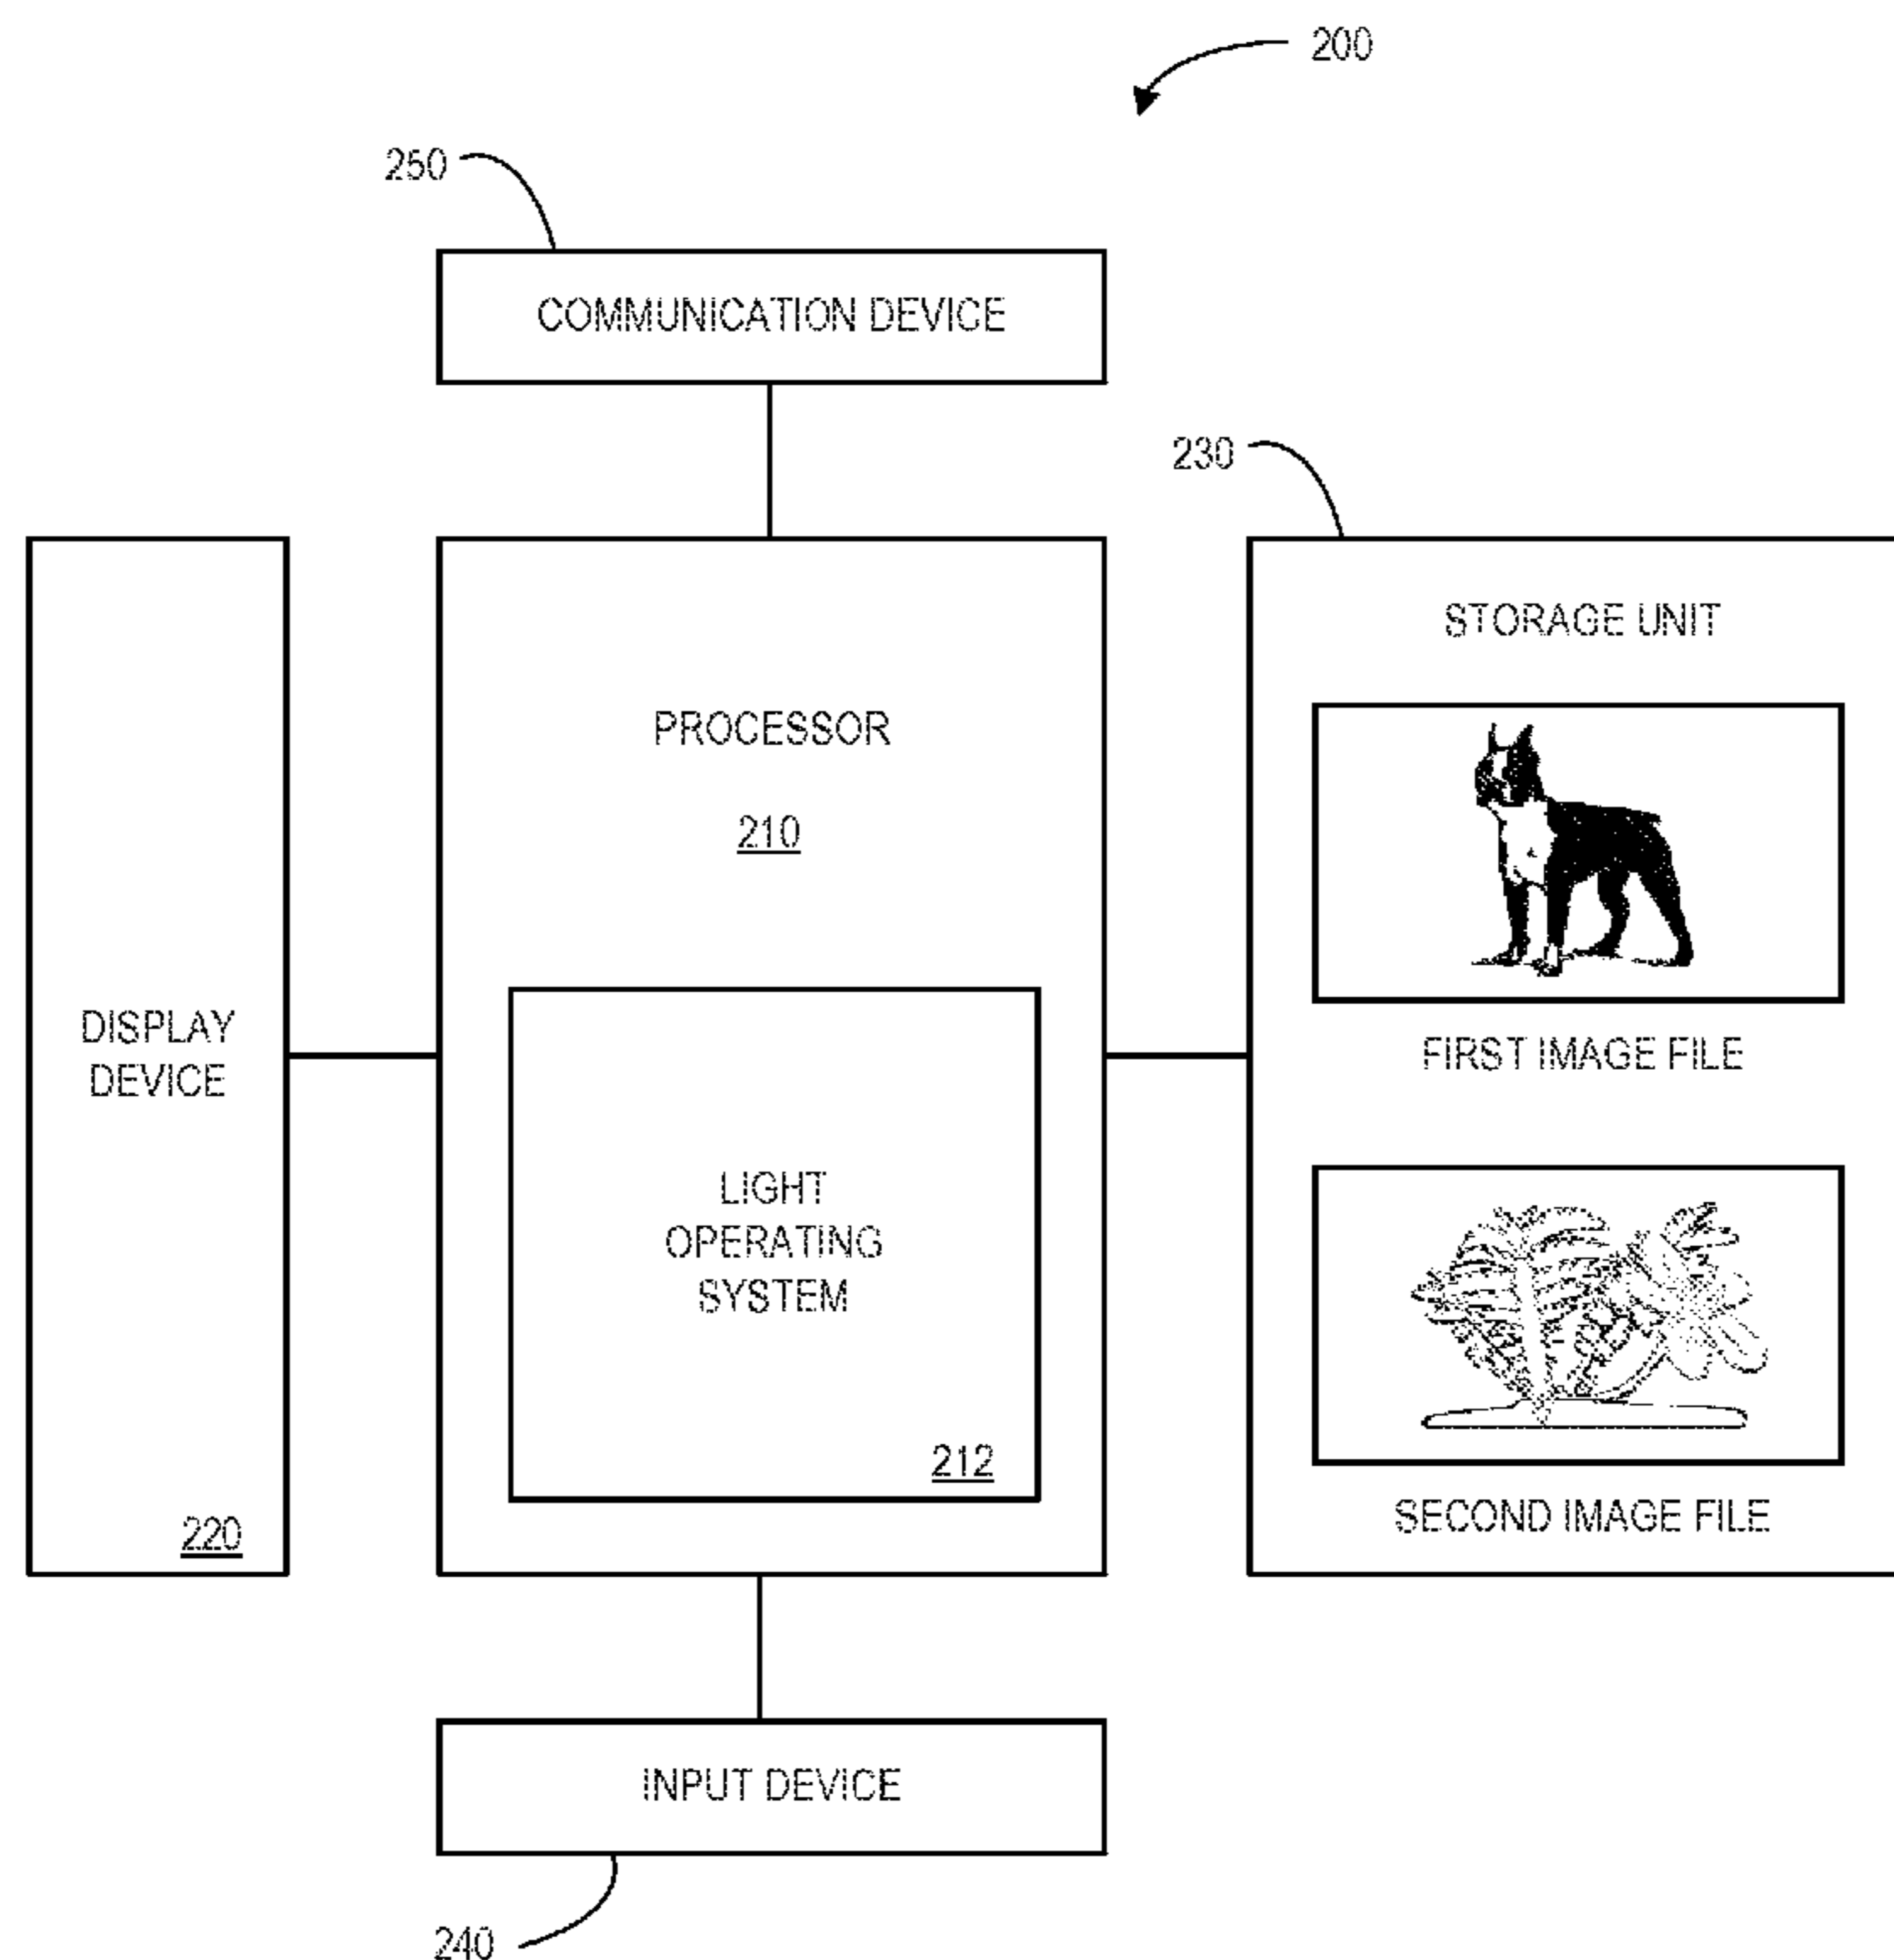 200
250
COMMUNICATION DEVICE
230
STORAGE UNIT
PROCESSOR
210
DISPLAY
DEVICE
FIRST IMAGE FILE
LIGHT
OPERATING
SYSTEM
212
220
SECOND IMAGE FILE
INPUT DEVICE
240